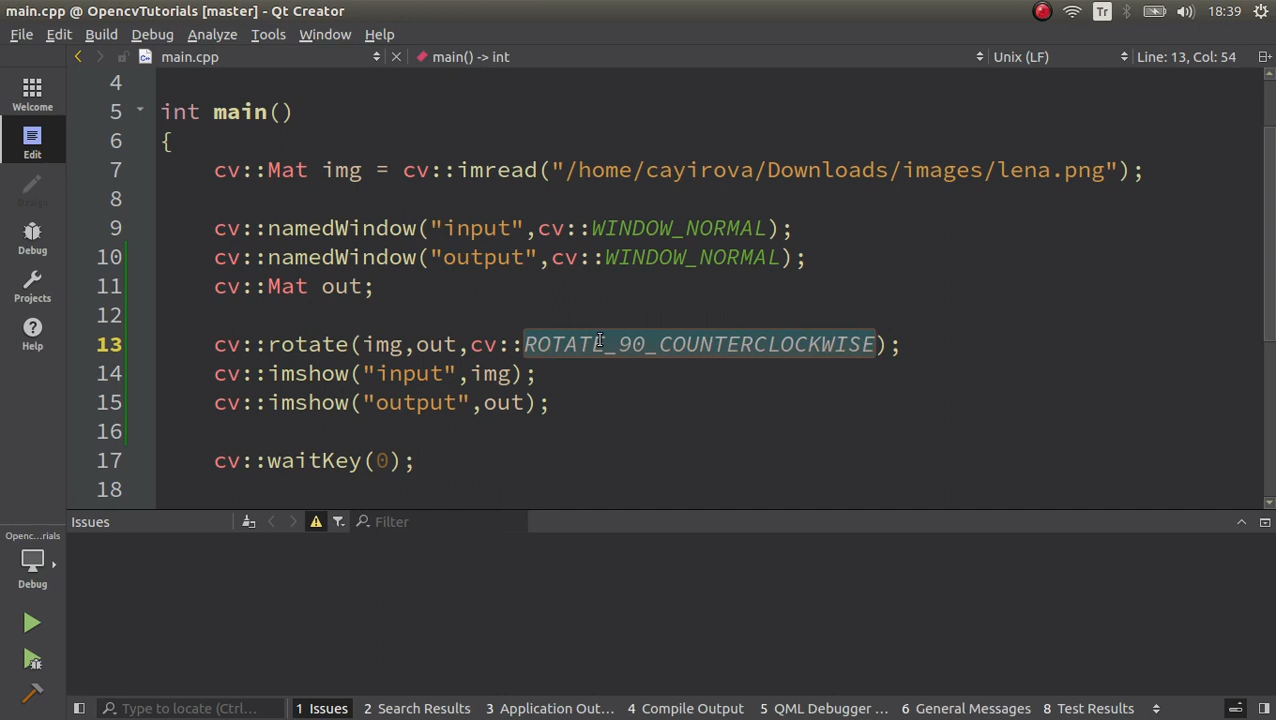 main.cpp @ OpencvTutorials [master] - Qt Creator Tr 18:39
File Edit Build Debug Analyze Tools Window Help
main.cpp main() -> int Unix (LF) Line: 13, Col: 54
Welcome
Edit
Design
Debug
Projects
Help
4
5 int main()
6 {
7 cv::Mat img = cv::imread("/home/cayirova/Downloads/images/lena.png");
8
9 cv::namedWindow("input",cv::WINDOW_NORMAL);
10 cv::namedWindow("output",cv::WINDOW_NORMAL);
11 cv::Mat out;
12
13 cv::rotate(img,out,cv::ROTATE_90_COUNTERCLOCKWISE);
14 cv::imshow("input",img);
15 cv::imshow("output",out);
16
17 cv::waitKey(0);
18
Issues Filter
Openc...rials
Debug
Type to locate (Ctrl... 1 Issues 2 Search Results 3 Application Out... 4 Compile Output 5 QML Debugger ... 6 General Messages 8 Test Results